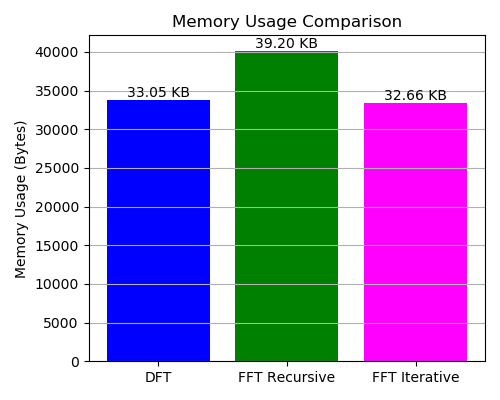 Memory Usage Comparison
Memory Usage (Bytes)
40000
35000
30000
25000
20000
15000
10000
5000
0
33.05 KB
39.20 KB
32.66 KB
DFT
FFT Recursive
FFT Iterative